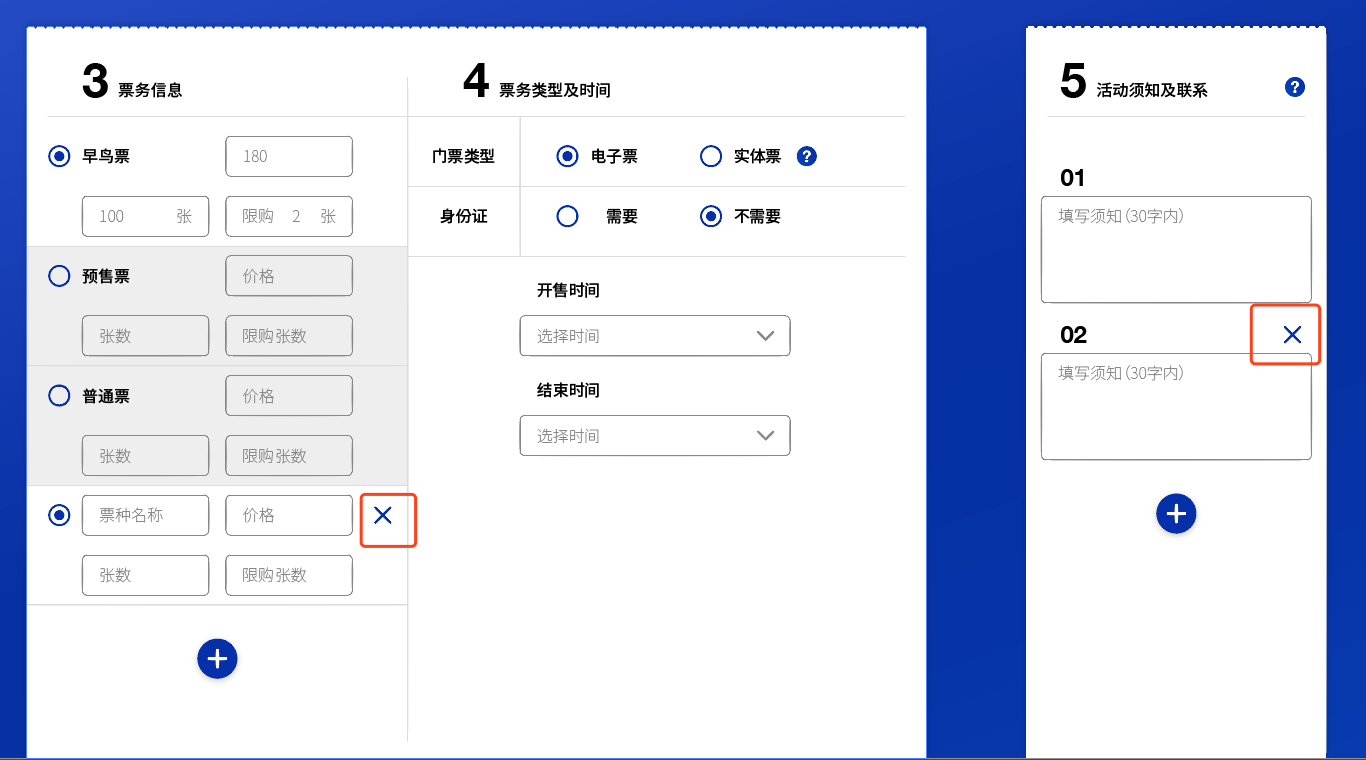 3 票务信息
早鸟票 180
100 张 限购 2 张
预售票 价格
张数 限购张数
普通票 价格
张数 限购张数
票种名称 价格
张数 限购张数
4 票务类型及时间
门票类型 电子票 实体票 ?
身份证 需要 不需要
开售时间
选择时间
结束时间
选择时间
5 活动须知及联系 ?
01
填写须知(30字内)
02
填写须知(30字内)